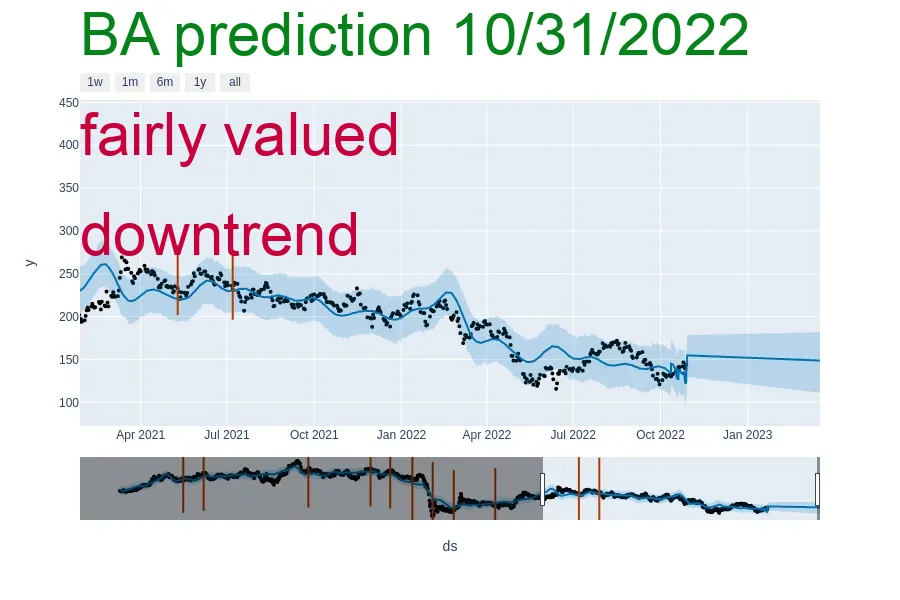 BA prediction 10/31/2022
1w 1m 6m 1y all
450
fairly valued
400
350
300
downtrend
y
250
200
150
100
Apr 2021 Jul 2021 Oct 2021 Jan 2022 Apr 2022 Jul 2022 Oct 2022 Jan 2023
ds